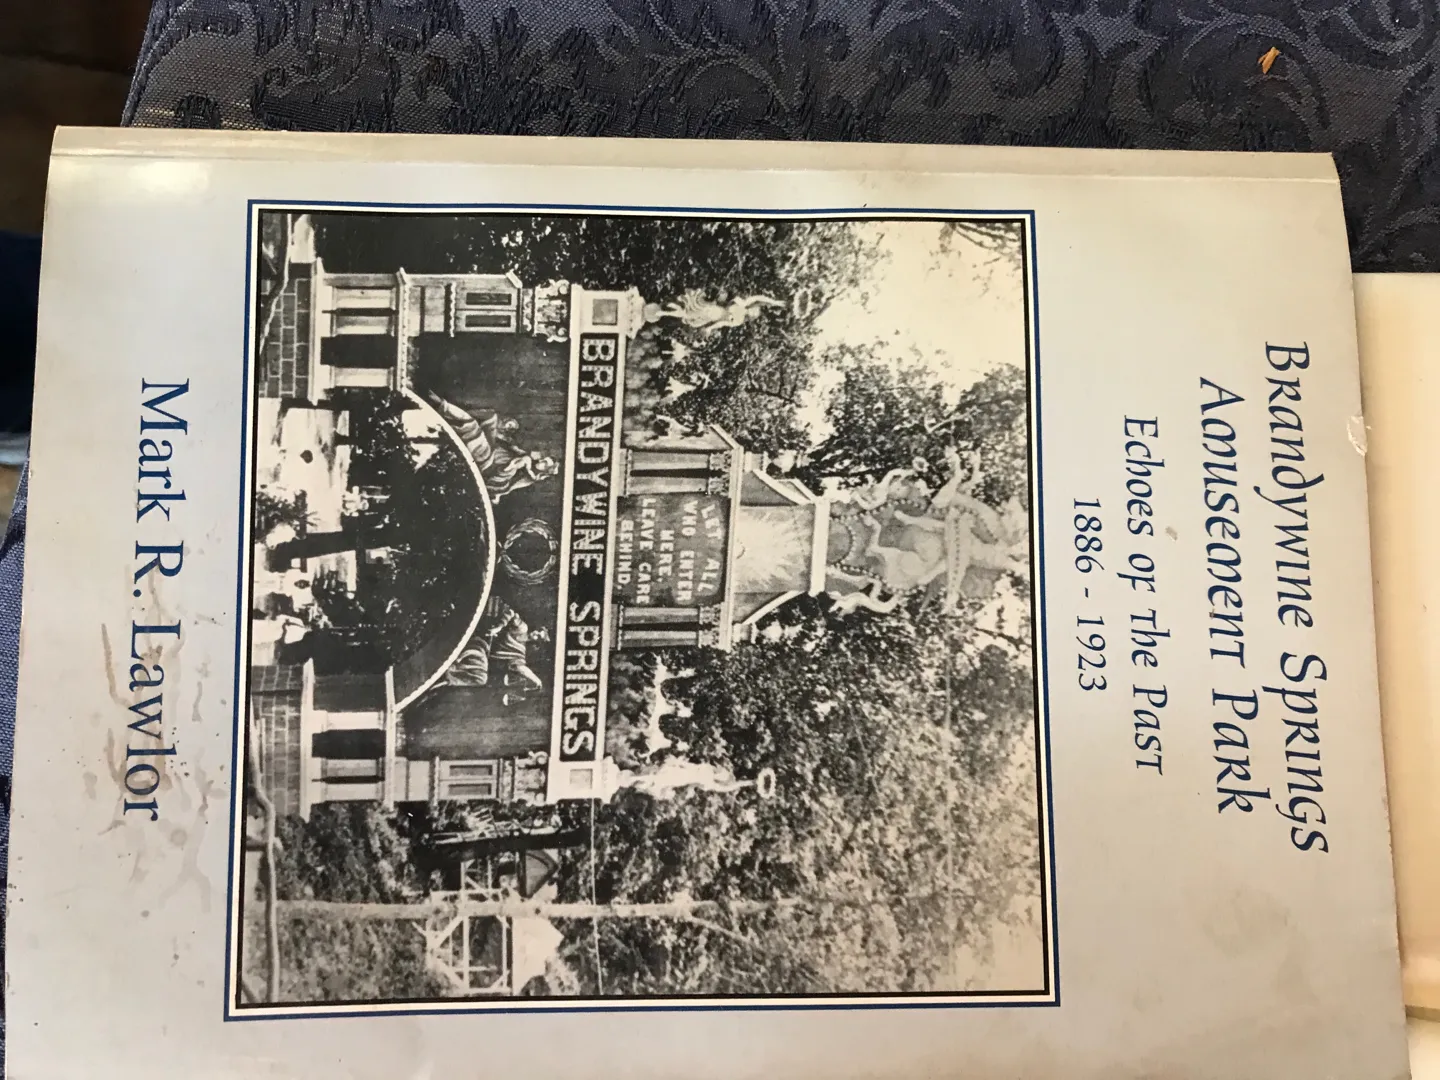 Brandywine Springs
Amusement Park
Echoes of the Past
1886 - 1923
LET ALL
WHO ENTER
HERE,
LEAVE CARE
BEHIND.
BRANDYWINE SPRINGS
Mark R. Lawlor